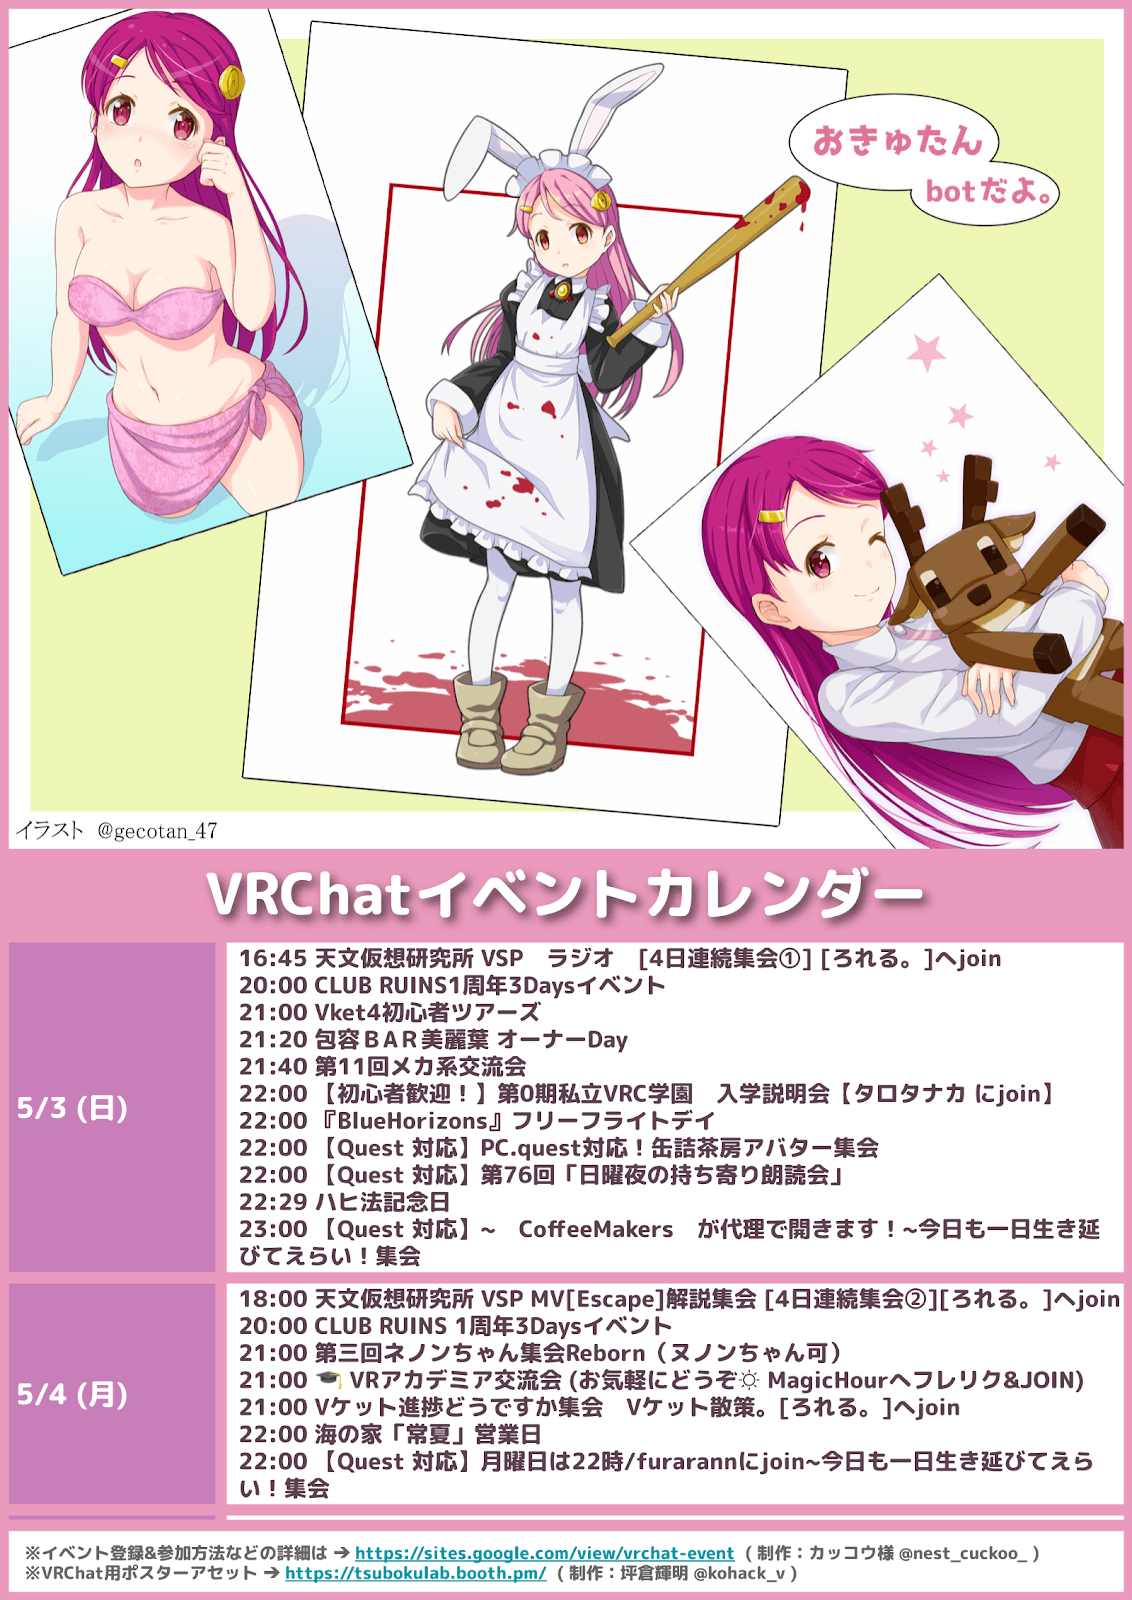 おきゅたん
botだよ。
イラスト @gecotan_47
VRChatイベントカレンダー
5/3 (日)
16:45 天文仮想研究所 VSP　ラジオ　[4日連続集会①] [ろれる。]へjoin
20:00 CLUB RUINS1周年3Daysイベント
21:00 Vket4初心者ツアーズ
21:20 包容ＢＡＲ美麗葉 オーナーDay
21:40 第11回メカ系交流会
22:00 【初心者歓迎！】第0期私立VRC学園　入学説明会【タロタナカ にjoin】
22:00 『BlueHorizons』フリーフライトデイ
22:00 【Quest 対応】PC.quest対応！缶詰茶房アバター集会
22:00 【Quest 対応】第76回「日曜夜の持ち寄り朗読会」
22:29 ハヒ法記念日
23:00 【Quest 対応】~　CoffeeMakers　が代理で開きます！~今日も一日生き延
びてえらい！集会
5/4 (月)
18:00 天文仮想研究所 VSP MV[Escape]解説集会 [4日連続集会②][ろれる。]へjoin
20:00 CLUB RUINS 1周年3Daysイベント
21:00 第三回ネノンちゃん集会Reborn（ヌノンちゃん可）
21:00 🎓 VRアカデミア交流会 (お気軽にどうぞ☼ MagicHourへフレリク&JOIN)
21:00 Vケット進捗どうですか集会　Vケット散策。[ろれる。]へjoin
22:00 海の家「常夏」営業日
22:00 【Quest 対応】月曜日は22時/furarannにjoin~今日も一日生き延びてえら
い！集会
※イベント登録&参加方法などの詳細は → https://sites.google.com/view/vrchat-event （ 制作：カッコウ様 @nest_cuckoo_ ）
※VRChat用ポスターアセット → https://tsubokulab.booth.pm/ （ 制作：坪倉輝明 @kohack_v ）